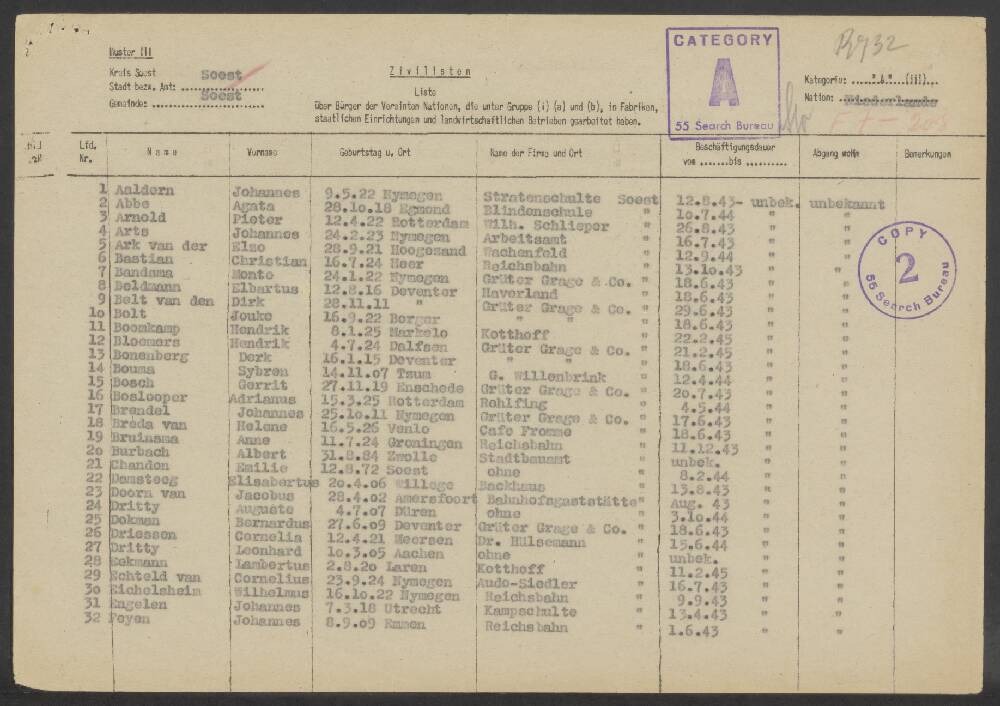 Muster III
Kreis Soest Soest
Stadt bezw. Amt: ..................
Gemeinde: Soest
Zivilisten
Liste
über Bürger der Vereinten Nationen, die unter Gruppe (i) (a) und (b), in Fabriken,
staatlichen Einrichtungen und landwirtschaftlichen Betrieben gearbeitet haben.
CATEGORY
A
55 Search Bureau
R932
Kategorie: ....."A" (iii)....
Nation: Niederlande
Lfd. Nr. Name Vorname Geburtstag u. Ort Name der Firma und Ort Beschäftigungsdauer von .......bis .......... Abgang wohin Bemerkungen
1 Aaldern Johannes 9.5.22 Nymegen Stratenschulte Soest 12.8.43- unbek. unbekannt
2 Abbe Agata 28.10.18 Egmond Blindenschule " 10.7.44 " "
3 Arnold Pieter 12.4.22 Rotterdam Wilh. Schlieper " 26.8.43 " "
4 Arts Johannes 24.2.23 Nymegen Arbeitsamt " 16.7.43 " "
5 Ark van der Elzo 28.9.21 Hoogesand Wachenfeld " 12.9.44 " "
6 Bastian Christian 16.7.24 Heer Reichsbahn " 13.10.43 " "
7 Bandama Monto 24.1.22 Nymegen Grüter Grage & Co. " 18.6.43 " "
8 Beldmann Elbartus 12.8.16 Deventer Haverland " 18.6.43 " "
9 Belt van den Dirk 28.11.11 " Grüter Grage & Co. " 29.6.43 " "
10 Bolt Jouke 16.9.22 Berger " " " 18.6.43 " "
11 Boomkamp Hendrik 8.1.25 Markelo Kotthoff " 22.2.45 " "
12 Bloemers Hendrik 4.7.24 Dalfsen Grüter Grage & Co. " 21.2.45 " "
13 Bonenberg Derk 16.1.15 Deventer " " " 18.6.43 " "
14 Bouma Sybren 14.11.07 Tzum G. Willenbrink " 12.4.44 " "
15 Bosch Gerrit 27.11.19 Enschede Grüter Grage & Co. " 20.7.43 " "
16 Boslooper Adrianus 15.3.25 Rotterdam Rohlfing " 4.5.44 " "
17 Brendel Johannes 25.10.11 Nymegen Grüter Grage & Co. " 17.6.43 " "
18 Breda van Helene 16.5.26 Venlo Cafe Fromme " 18.6.43 " "
19 Bruinsma Anne 11.7.24 Groningen Reichsbahn " 11.12.43 " "
20 Burbach Albert 31.8.84 Zwolle Stadtbauamt " unbek. " "
21 Chandon Emilie 12.8.72 Soest ohne " 8.2.44 " "
22 Damsteeg Elisabertus 20.4.06 Willege Backhaus " 13.8.43 " "
23 Doorn van Jacobus 28.4.02 Amersfoort Bahnhofsgaststätte " Aug. 43 " "
24 Dritty Auguste 4.7.07 Düren ohne " 3.10.44 " "
25 Dokman Bernardus 27.6.09 Deventer Grüter Grage & Co. " 18.6.43 " "
26 Driessen Cornelia 12.4.21 Meersen Dr. Hülsemann " 15.6.44 " "
27 Dritty Leonhard 10.3.05 Aachen ohne " unbek. " "
28 Eekmann Lambertus 2.8.20 Laren Kotthoff " 11.2.45 " "
29 Echteld van Cornelius 23.9.24 Nymegen Aude-Siedler " 16.7.43 " "
30 Eichelsheim Wilhelmus 16.10.22 Nymegen Reichsbahn " 9.9.43 " "
31 Engelen Johannes 7.3.18 Utrecht Kampschulte " 13.4.43 " "
32 Feyen Johannes 8.9.09 Emmen Reichsbahn " 1.6.43 " "
COPY
2
55 Search Bureau